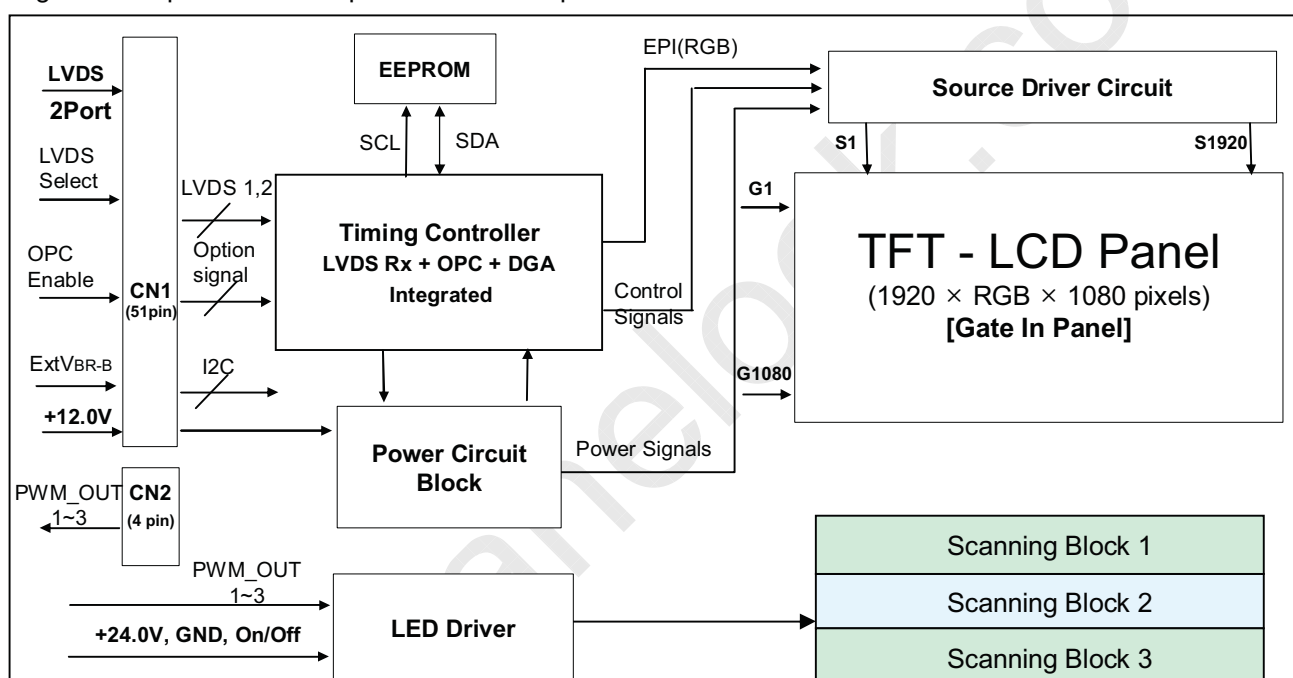 EPI(RGB)
LVDS
2Port
EEPROM
Source Driver Circuit
SCL
SDA
S1
S1920
LVDS
Select
LVDS 1,2
G1
Timing Controller
LVDS Rx + OPC + DGA
Integrated
TFT - LCD Panel
(1920 × RGB × 1080 pixels)
[Gate In Panel]
OPC
Enable
Option
signal
CN1
(51pin)
Control
Signals
ExtVBR-B
I2C
G1080
+12.0V
Power Circuit
Block
Power Signals
PWM_OUT
1~3
CN2
(4 pin)
Scanning Block 1
PWM_OUT
1~3
Scanning Block 2
+24.0V, GND, On/Off
LED Driver
Scanning Block 3